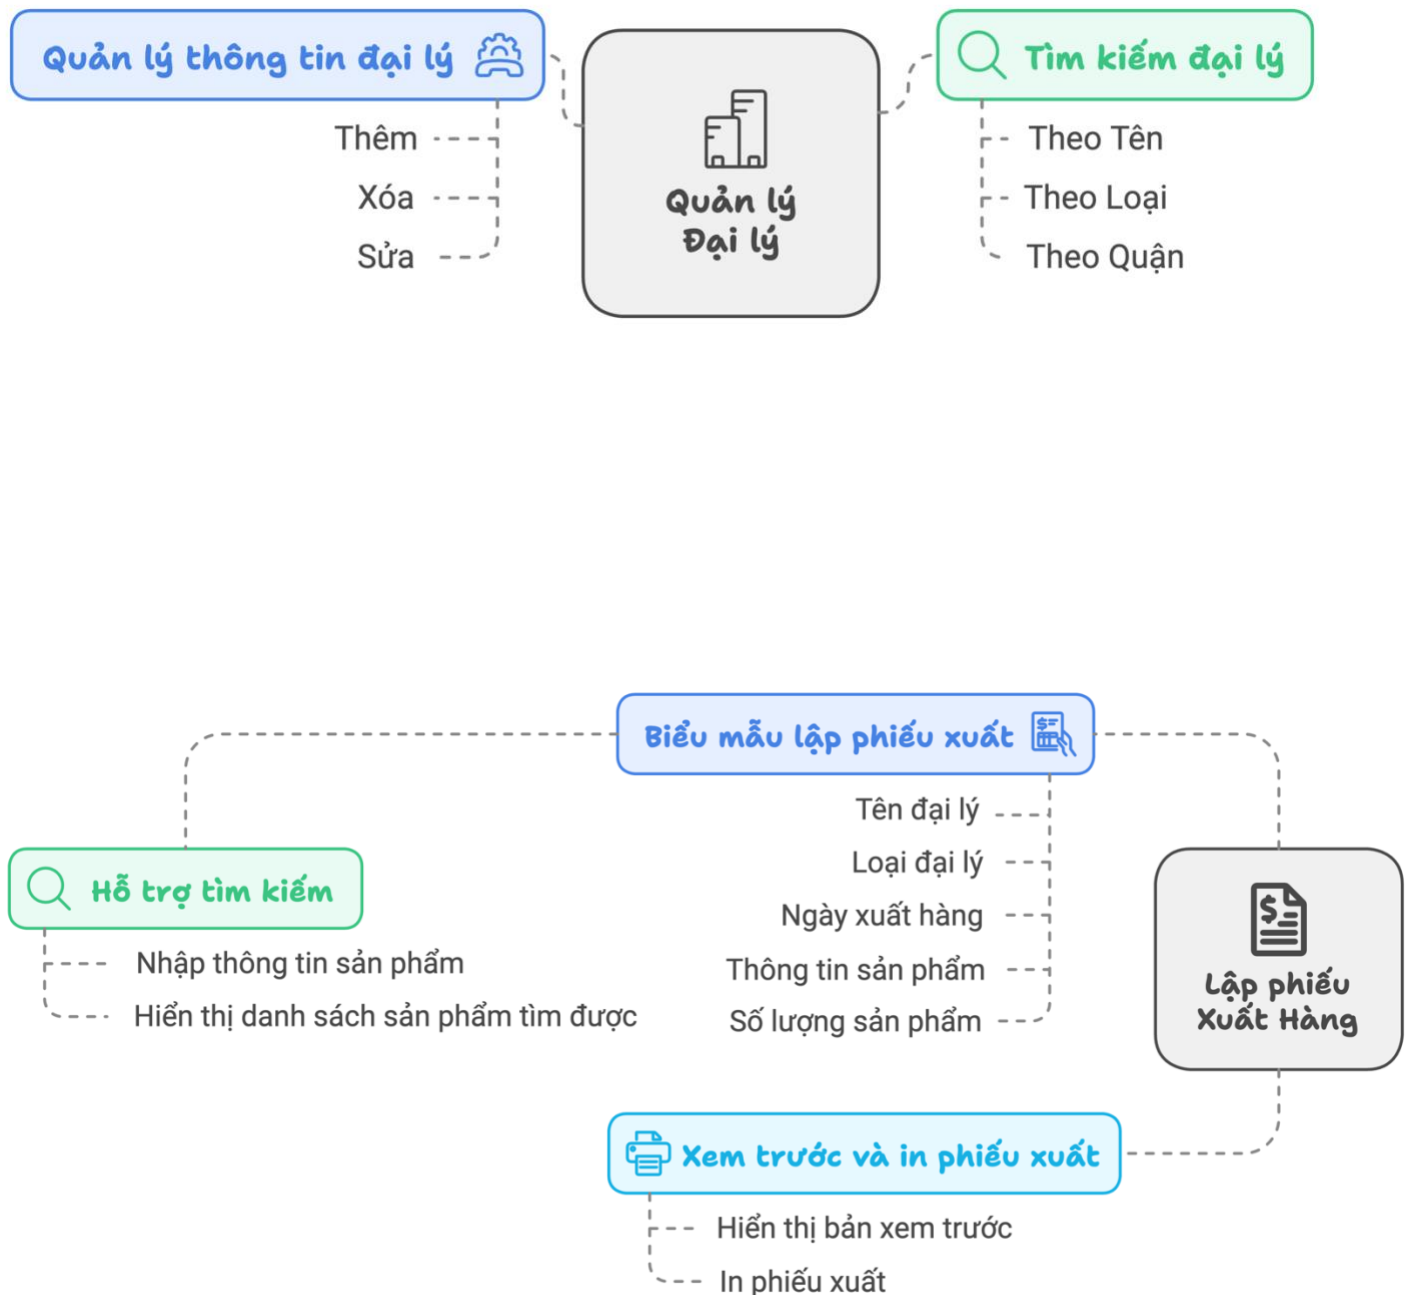 Quản lý thông tin đại lý
Thêm
Xóa
Sửa
Quản lý
Đại lý
Tìm kiếm đại lý
Theo Tên
Theo Loại
Theo Quận
Biểu mẫu lập phiếu xuất
Tên đại lý
Loại đại lý
Ngày xuất hàng
Thông tin sản phẩm
Số lượng sản phẩm
Hỗ trợ tìm kiếm
Nhập thông tin sản phẩm
Hiển thị danh sách sản phẩm tìm được
Lập phiếu
Xuất Hàng
Xem trước và in phiếu xuất
Hiển thị bản xem trước
In phiếu xuất